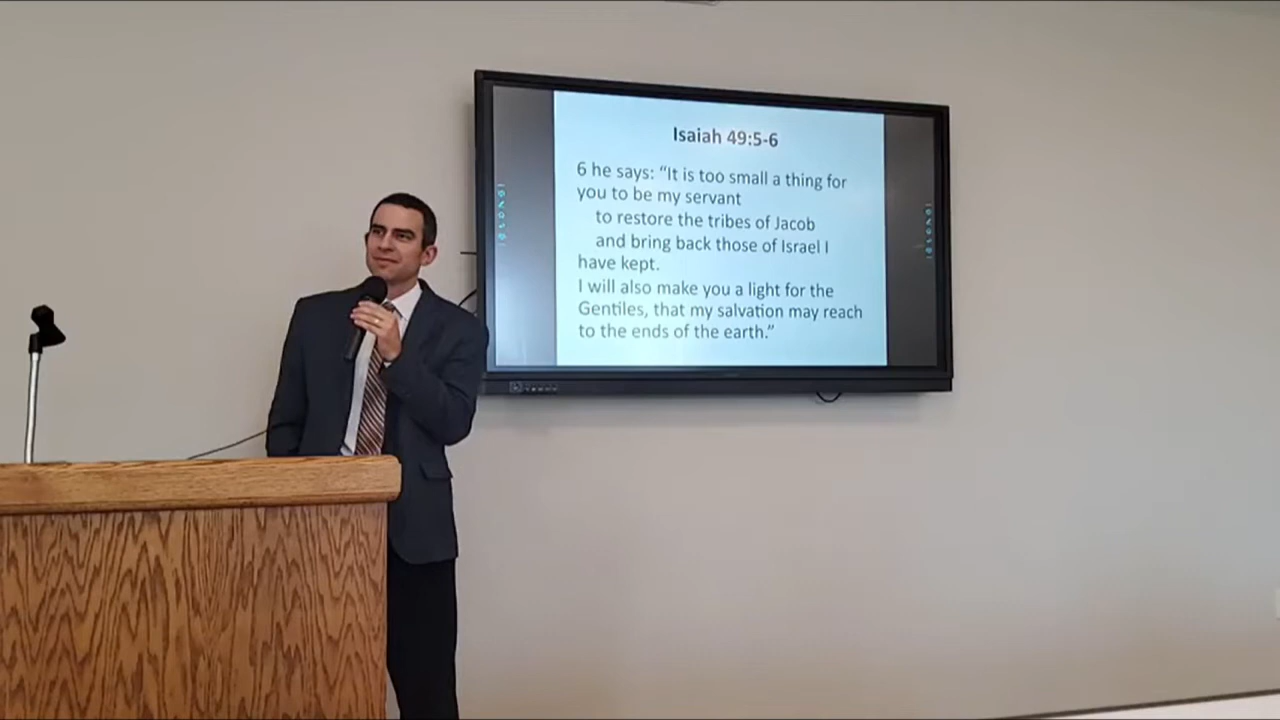 Isaiah 49:5-6
6 he says: “It is too small a thing for
you to be my servant
to restore the tribes of Jacob
and bring back those of Israel I
have kept.
I will also make you a light for the
Gentiles, that my salvation may reach
to the ends of the earth.”